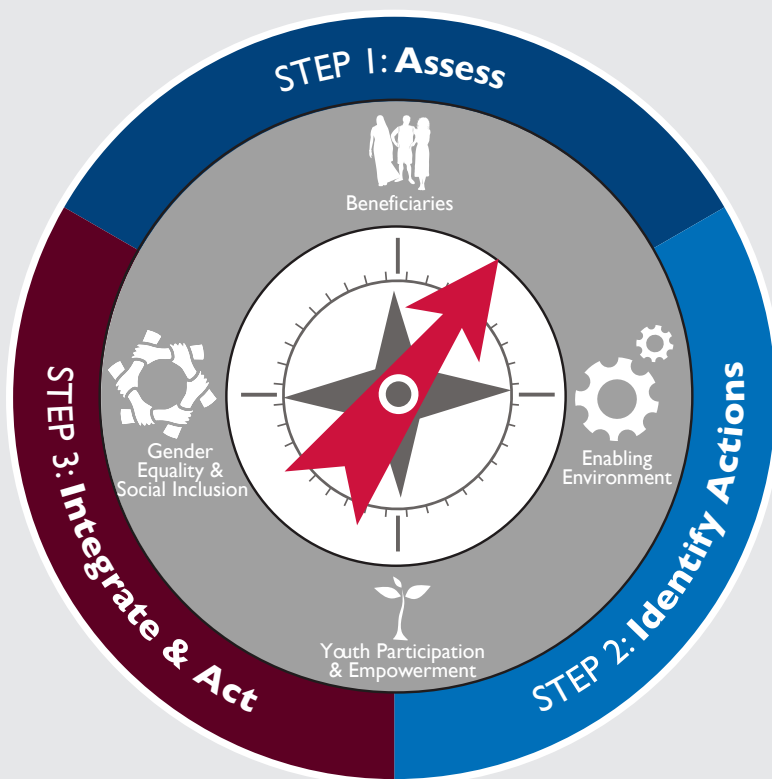 STEP 1: Assess
Beneficiaries
Gender
Equality &
Social Inclusion
Enabling
Environment
Youth Participation
& Empowerment
STEP 2: Identify Actions
STEP 3: Integrate & Act